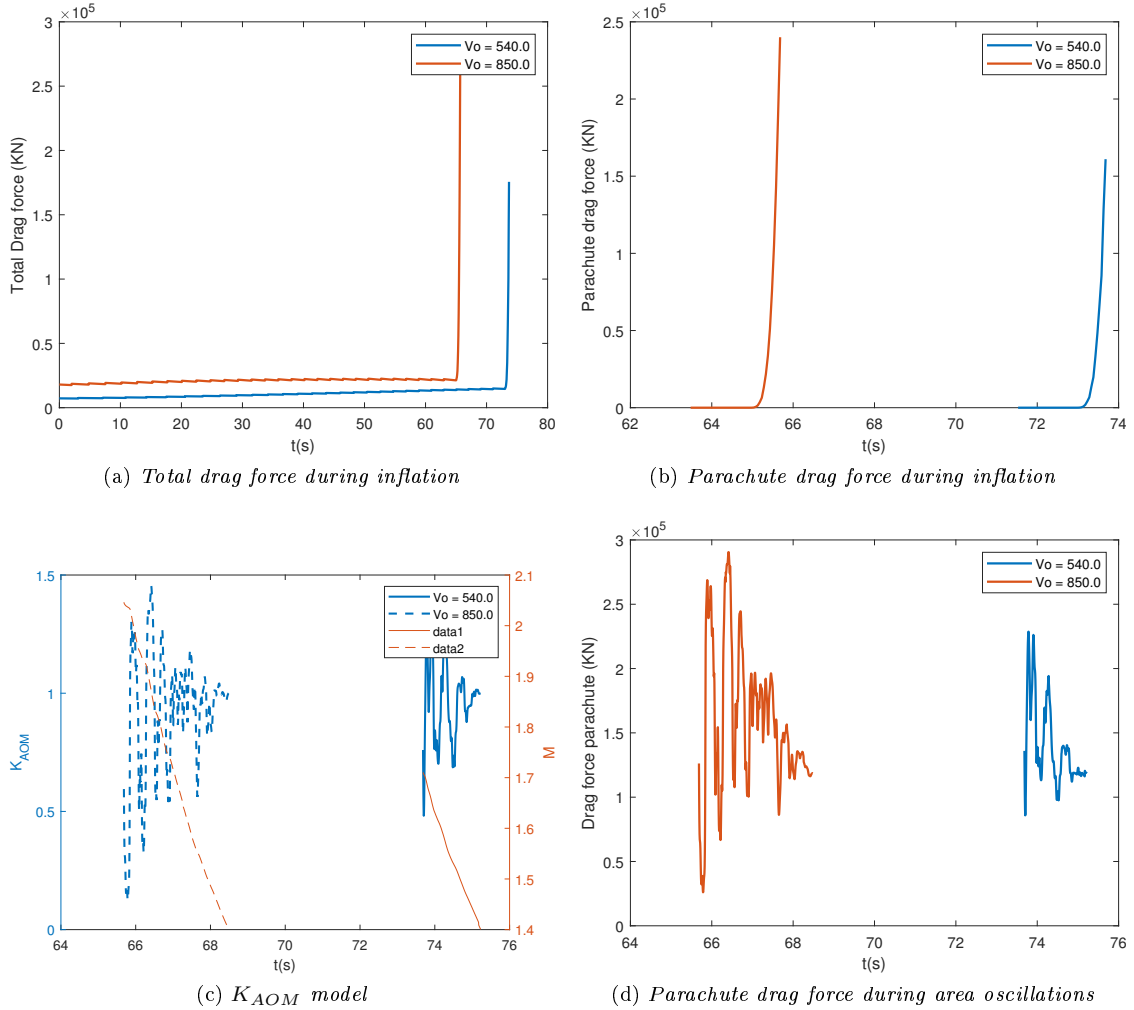 ×10^5
3
2.5
2
1.5
1
0.5
0
Total Drag force (KN)
0 10 20 30 40 50 60 70 80
t(s)
Vo = 540.0
Vo = 850.0
(a) Total drag force during inflation
×10^5
2.5
2
1.5
1
0.5
0
Parachute drag force (KN)
62 64 66 68 70 72 74
t(s)
Vo = 540.0
Vo = 850.0
(b) Parachute drag force during inflation
1.5
1
0.5
0
K_AOM
64 66 68 70 72 74 76
t(s)
2.1
2
1.9
1.8
1.7
1.6
1.5
1.4
M
Vo = 540.0
Vo = 850.0
data1
data2
(c) K_AOM model
×10^5
3
2.5
2
1.5
1
0.5
0
Drag force parachute (KN)
64 66 68 70 72 74 76
t(s)
Vo = 540.0
Vo = 850.0
(d) Parachute drag force during area oscillations